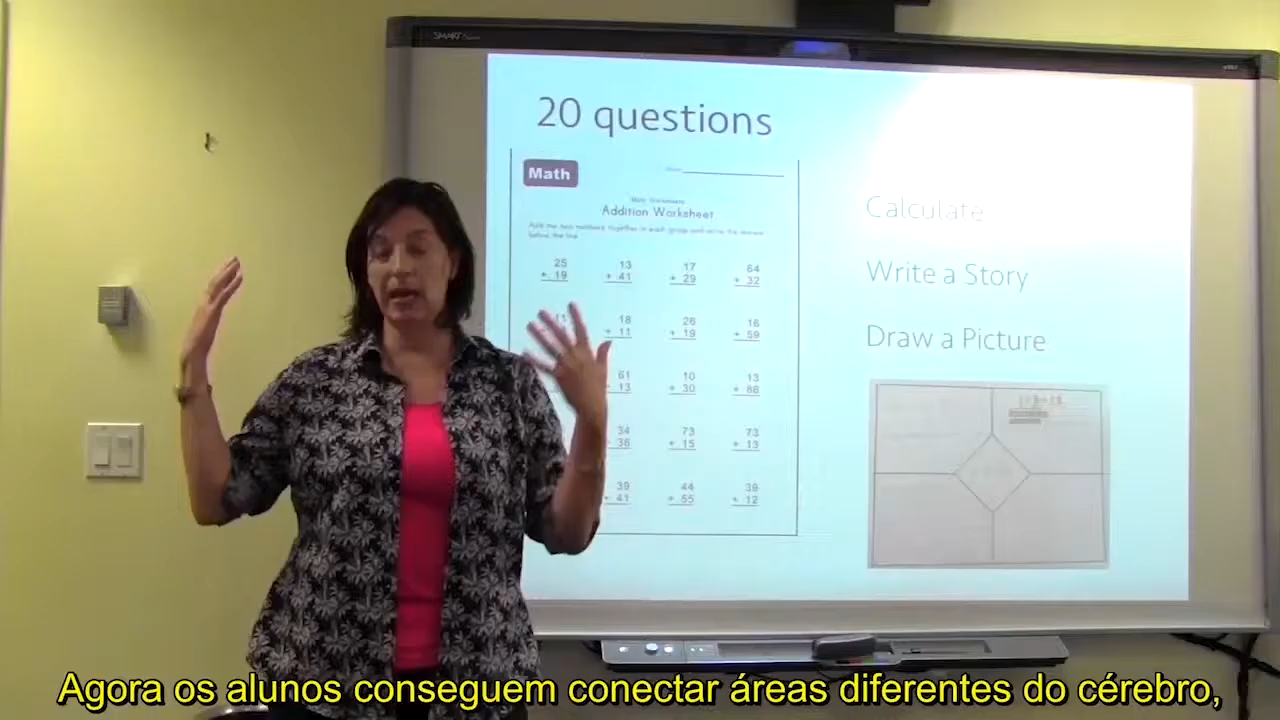 SMART
20 questions
Math
Addition Worksheet
Calculate
Write a Story
Draw a Picture
25 13 17 64
+ 19 + 41 + 29 + 32
18 26 16
+ 11 + 19 + 59
61 10 13
13 + 30 + 86
34 73 73
+ 36 + 15 + 13
39 44 39
+ 41 + 55 + 12
Agora os alunos conseguem conectar áreas diferentes do cérebro,